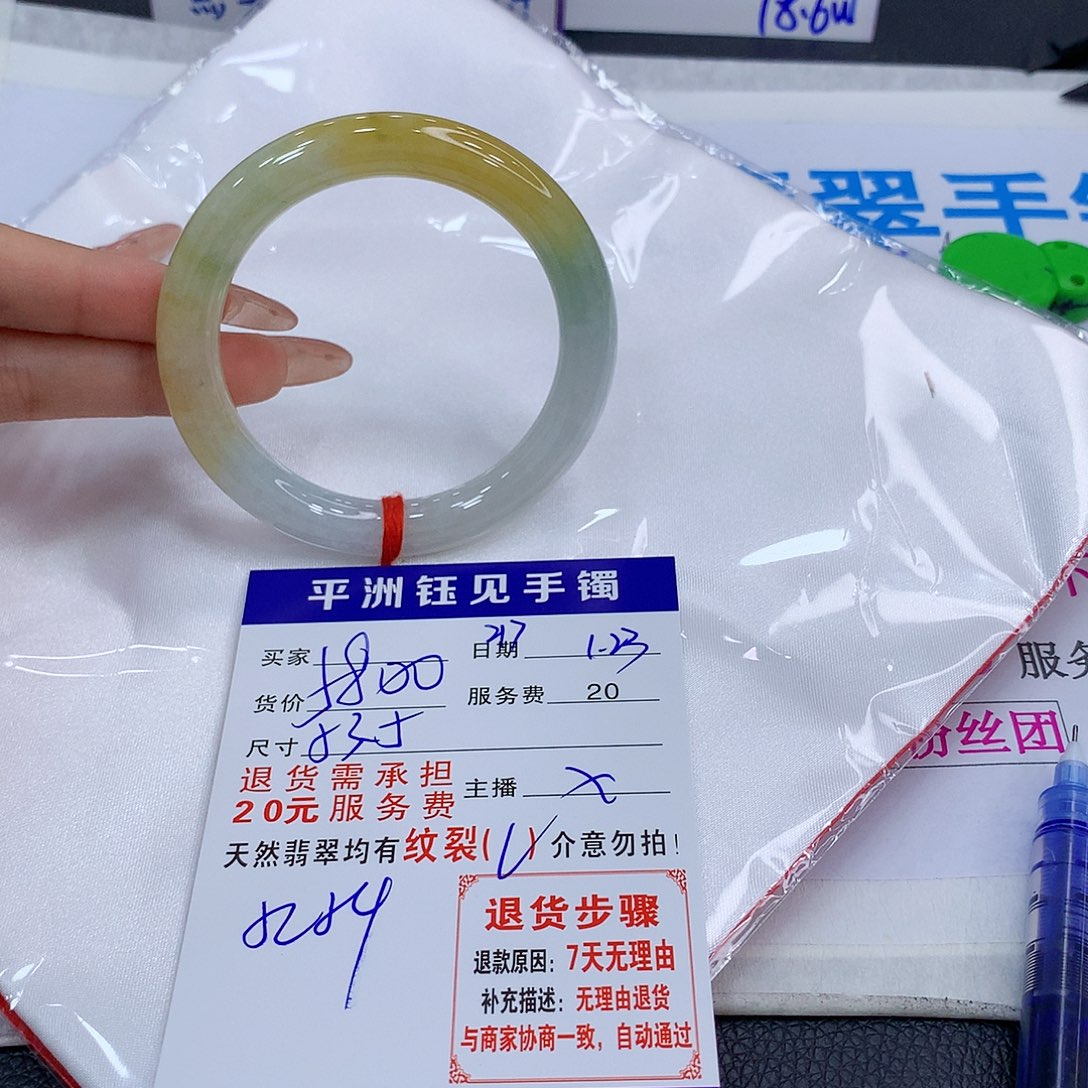 18.6W
翠手
平洲钰见手镯
买家 日期 1-23
货价 3800 服务费 20
尺寸
退货需承担
20元服务费
主播 X
天然翡翠均有纹裂(✓)介意勿拍!
退货步骤
退款原因：7天无理由
补充描述：无理由退货
与商家协商一致，自动通过
服务
粉丝团